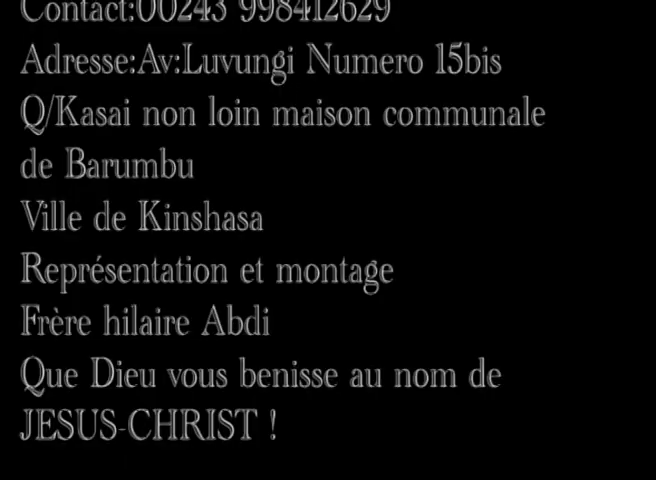 Contact:00243 998412629
Adresse:Av:Luvungi Numero 15bis
Q/Kasai non loin maison communale
de Barumbu
Ville de Kinshasa
Représentation et montage
Frère hilaire Abdi
Que Dieu vous benisse au nom de
JESUS-CHRIST !